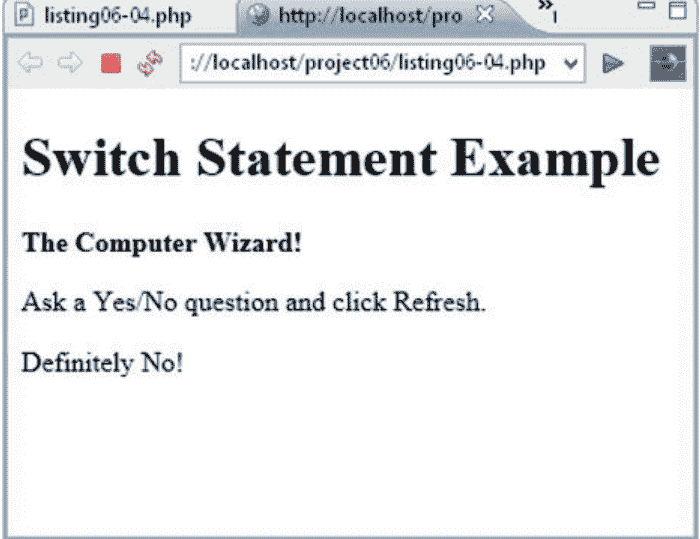 listing06-04.php
http://localhost/pro
://localhost/project06/listing06-04.php
Switch Statement Example
The Computer Wizard!
Ask a Yes/No question and click Refresh.
Definitely No!